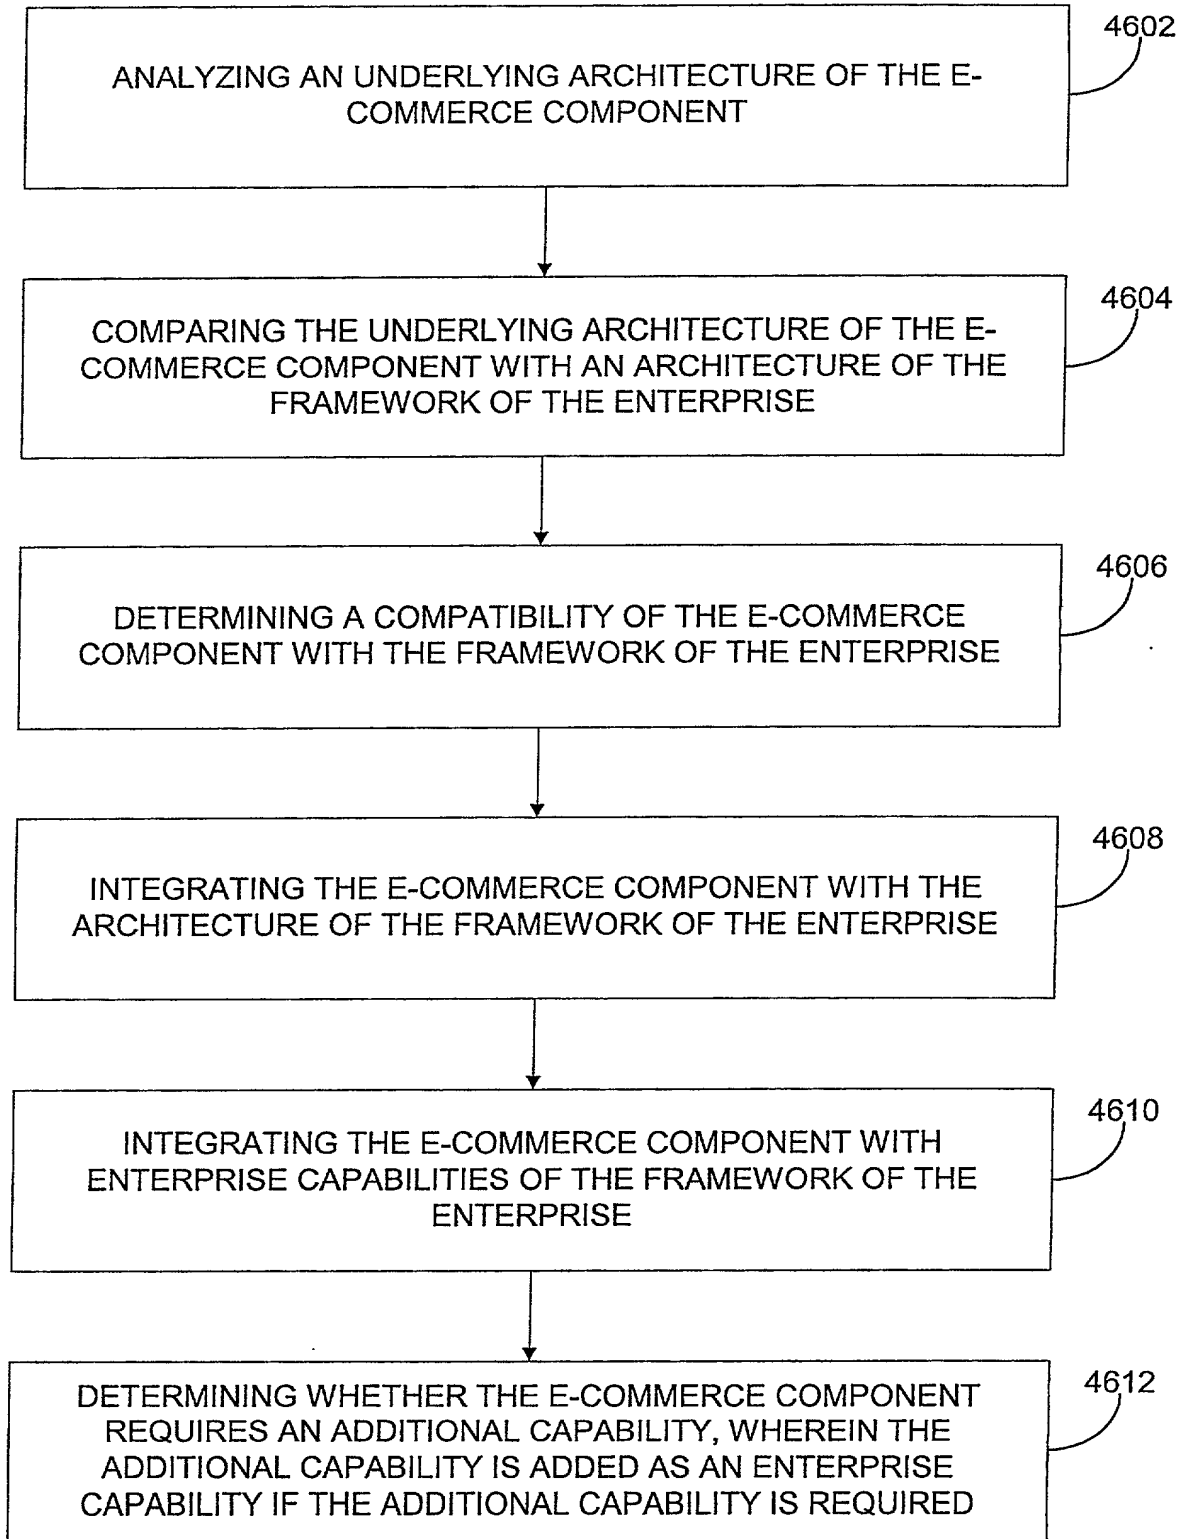 4602
ANALYZING AN UNDERLYING ARCHITECTURE OF THE E-
COMMERCE COMPONENT
4604
COMPARING THE UNDERLYING ARCHITECTURE OF THE E-
COMMERCE COMPONENT WITH AN ARCHITECTURE OF THE
FRAMEWORK OF THE ENTERPRISE
4606
DETERMINING A COMPATIBILITY OF THE E-COMMERCE
COMPONENT WITH THE FRAMEWORK OF THE ENTERPRISE
4608
INTEGRATING THE E-COMMERCE COMPONENT WITH THE
ARCHITECTURE OF THE FRAMEWORK OF THE ENTERPRISE
4610
INTEGRATING THE E-COMMERCE COMPONENT WITH
ENTERPRISE CAPABILITIES OF THE FRAMEWORK OF THE
ENTERPRISE
4612
DETERMINING WHETHER THE E-COMMERCE COMPONENT
REQUIRES AN ADDITIONAL CAPABILITY, WHEREIN THE
ADDITIONAL CAPABILITY IS ADDED AS AN ENTERPRISE
CAPABILITY IF THE ADDITIONAL CAPABILITY IS REQUIRED